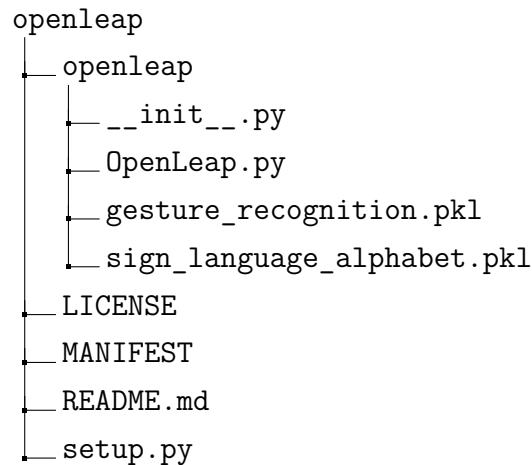 openleap
openleap
__init__.py
OpenLeap.py
gesture_recognition.pkl
sign_language_alphabet.pkl
LICENSE
MANIFEST
README.md
setup.py